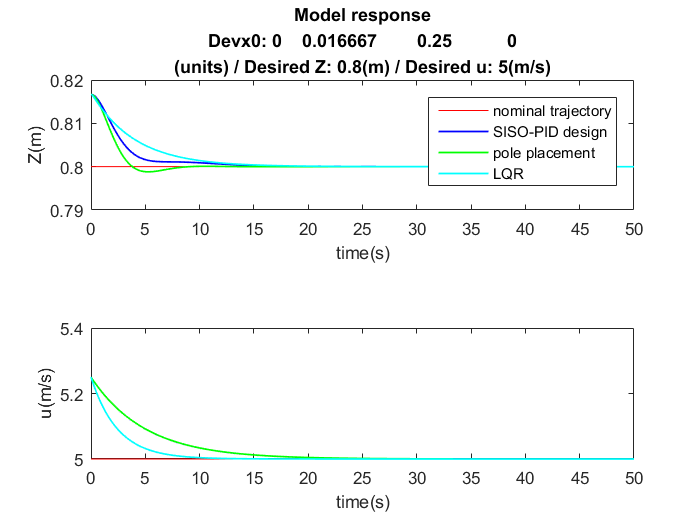 Model response
Devx0: 0 0.016667 0.25 0
(units) / Desired Z: 0.8(m) / Desired u: 5(m/s)
0.82
0.81
0.8
0.79
Z(m)
nominal trajectory
SISO-PID design
pole placement
LQR
0 5 10 15 20 25 30 35 40 45 50
time(s)
5.4
5.2
5
u(m/s)
0 5 10 15 20 25 30 35 40 45 50
time(s)